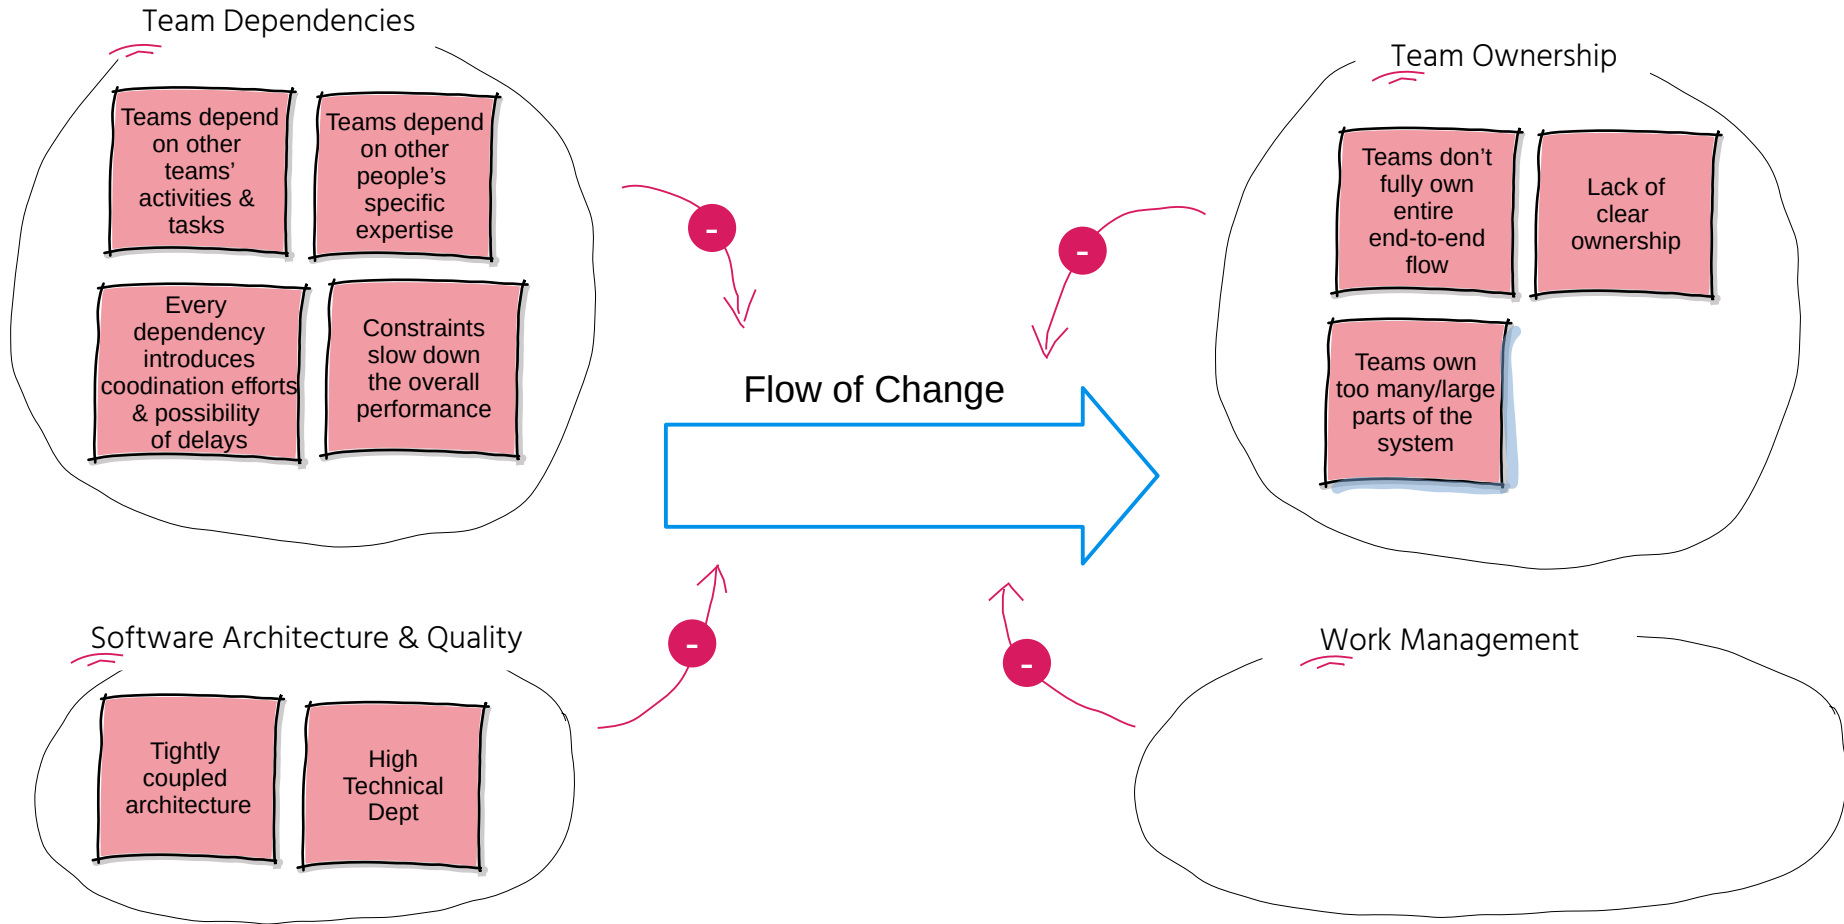 Team Dependencies
Teams depend
on other
teams’
activities &
tasks
Teams depend
on other
people’s
specific
expertise
Every
dependency
introduces
coodination efforts
& possibility
of delays
Constraints
slow down
the overall
performance
-
-
Flow of Change
Team Ownership
Teams don’t
fully own
entire
end-to-end
flow
Lack of
clear
ownership
Teams own
too many/large
parts of the
system
Software Architecture & Quality
Tightly
coupled
architecture
High
Technical
Dept
-
-
Work Management